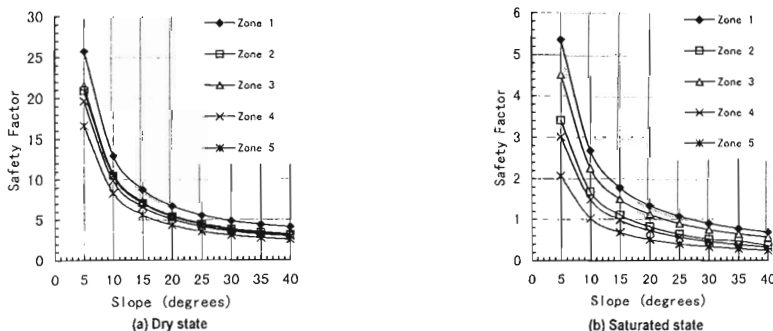 30
25
20
15
10
5
0
Safety Factor
Zone 1
Zone 2
Zone 3
Zone 4
Zone 5
0 5 10 15 20 25 30 35 40
Slope (degrees)
(a) Dry state
6
5
4
3
2
1
0
Safety Factor
Zone 1
Zone 2
Zone 3
Zone 4
Zone 5
0 5 10 15 20 25 30 35 40
Slope (degrees)
(b) Saturated state